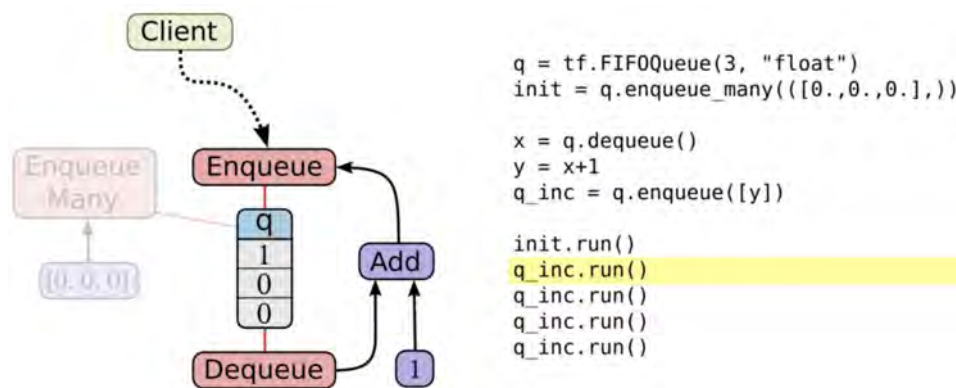 Client
Enqueue
Many
[0, 0, 0]
Enqueue
q
1
0
0
Dequeue
Add
1
q = tf.FIFOQueue(3, "float")
init = q.enqueue_many(([0.,0.,0.],))
x = q.dequeue()
y = x+1
q_inc = q.enqueue([y])
init.run()
q_inc.run()
q_inc.run()
q_inc.run()
q_inc.run()